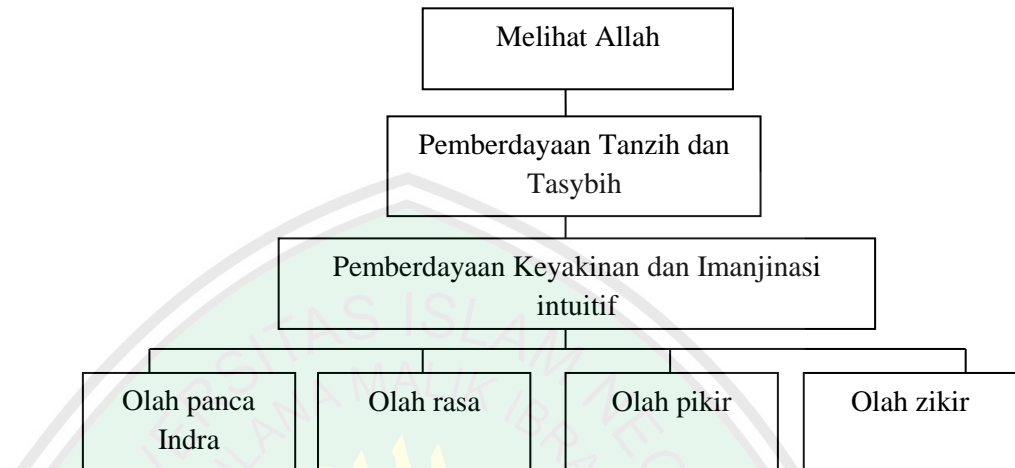 Melihat Allah
Pemberdayaan Tanzih dan
Tasybih
Pemberdayaan Keyakinan dan Imanjinasi
intuitif
Olah panca
Indra
Olah rasa
Olah pikir
Olah zikir